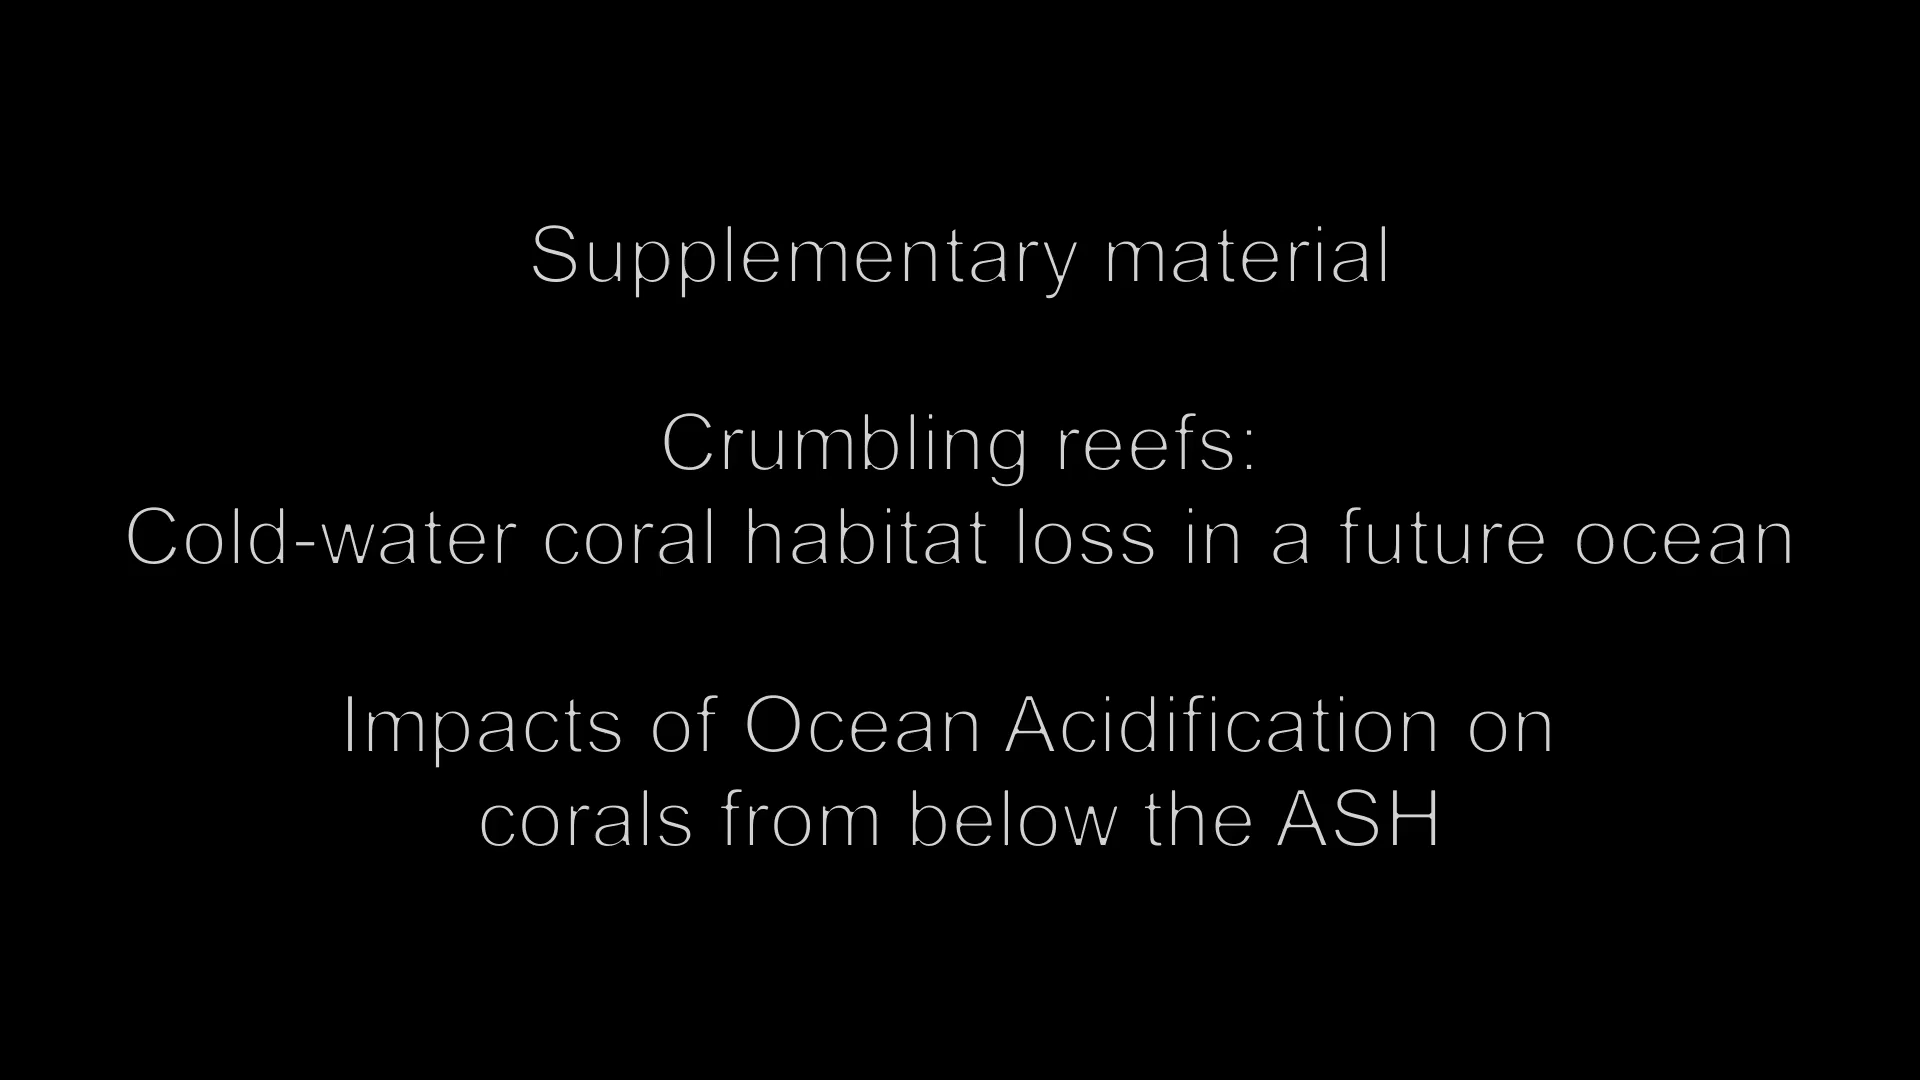 Supplementary material
Crumbling reefs:
Cold-water coral habitat loss in a future ocean
Impacts of Ocean Acidification on
corals from below the ASH